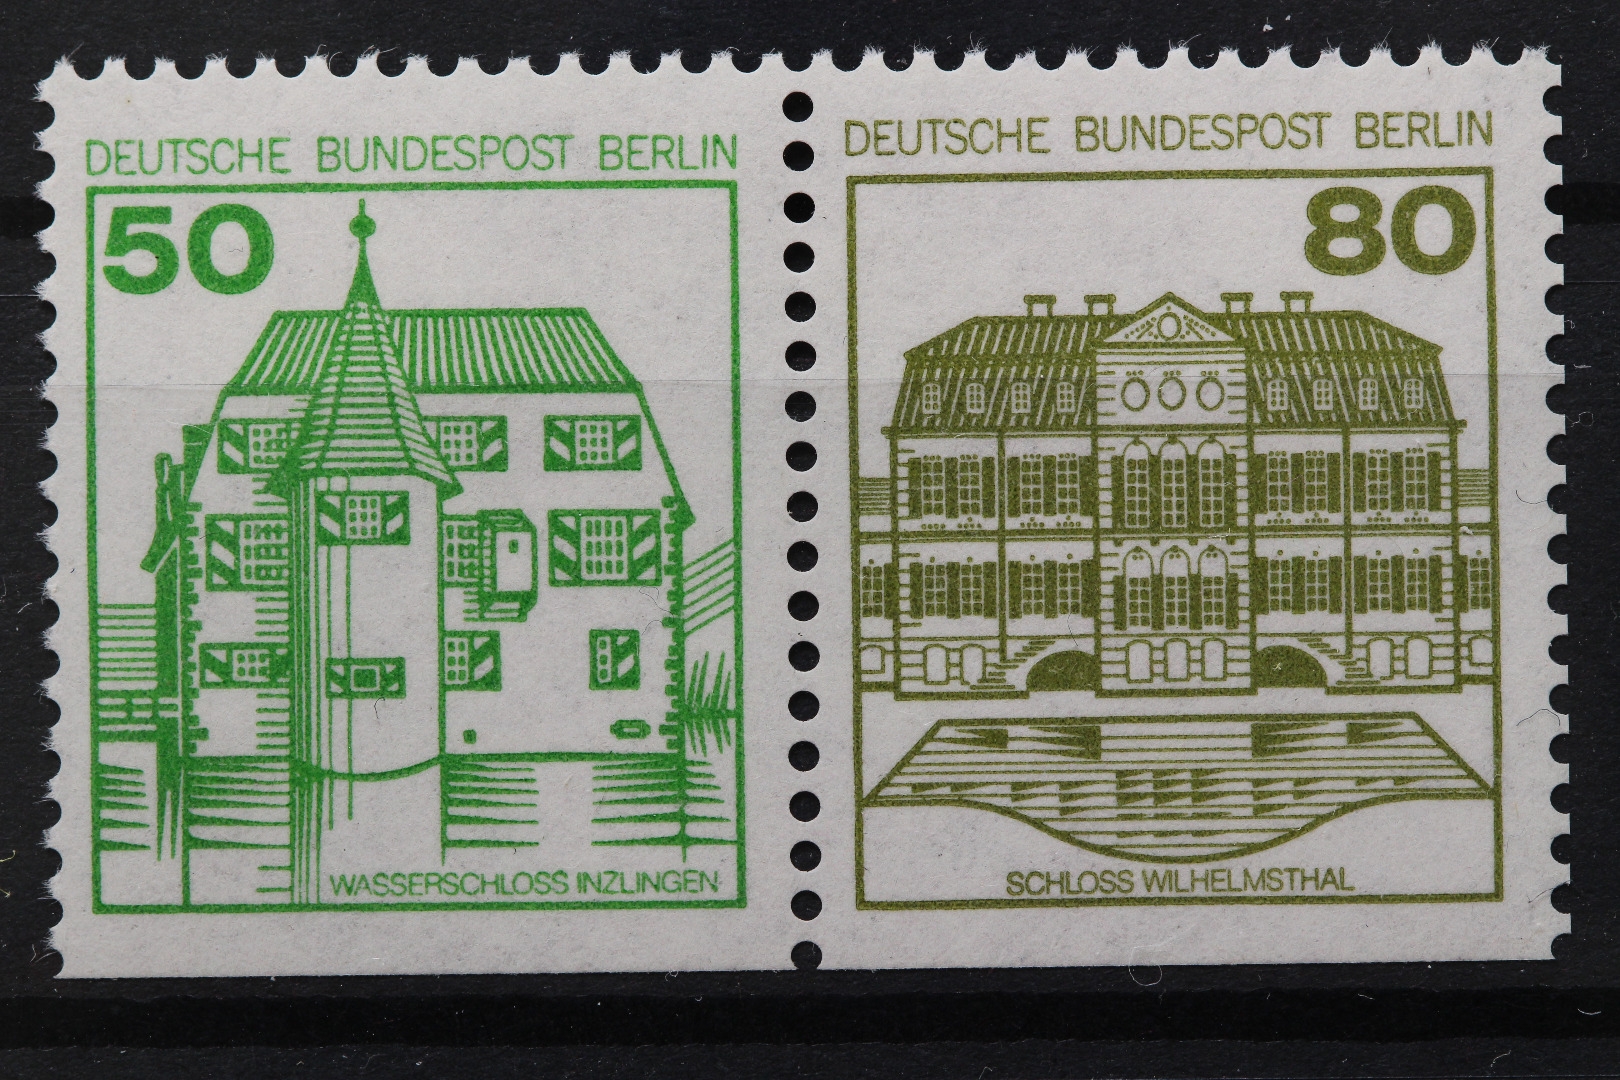 DEUTSCHE BUNDESPOST BERLIN
50
WASSERSCHLOSS INZLINGEN
DEUTSCHE BUNDESPOST BERLIN
80
SCHLOSS WILHELMSTHAL